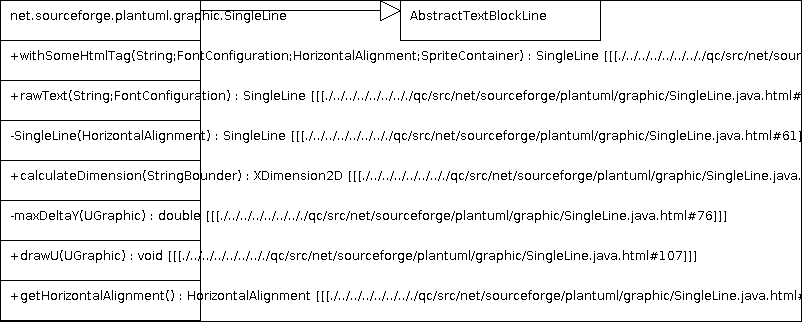 net.sourceforge.plantuml.graphic.SingleLine
AbstractTextBlockLine
+withSomeHtmlTag(String;FontConfiguration;HorizontalAlignment;SpriteContainer) : SingleLine [[[./../../../../../../../qc/src/net/sour
+rawText(String;FontConfiguration) : SingleLine [[[./../../../../../../../qc/src/net/sourceforge/plantuml/graphic/SingleLine.java.html#
-SingleLine(HorizontalAlignment) : SingleLine [[[./../../../../../../../qc/src/net/sourceforge/plantuml/graphic/SingleLine.java.html#61]
+calculateDimension(StringBounder) : XDimension2D [[[./../../../../../../../qc/src/net/sourceforge/plantuml/graphic/SingleLine.java.
-maxDeltaY(UGraphic) : double [[[./../../../../../../../qc/src/net/sourceforge/plantuml/graphic/SingleLine.java.html#76]]]
+drawU(UGraphic) : void [[[./../../../../../../../qc/src/net/sourceforge/plantuml/graphic/SingleLine.java.html#107]]]
+getHorizontalAlignment() : HorizontalAlignment [[[./../../../../../../../qc/src/net/sourceforge/plantuml/graphic/SingleLine.java.html#